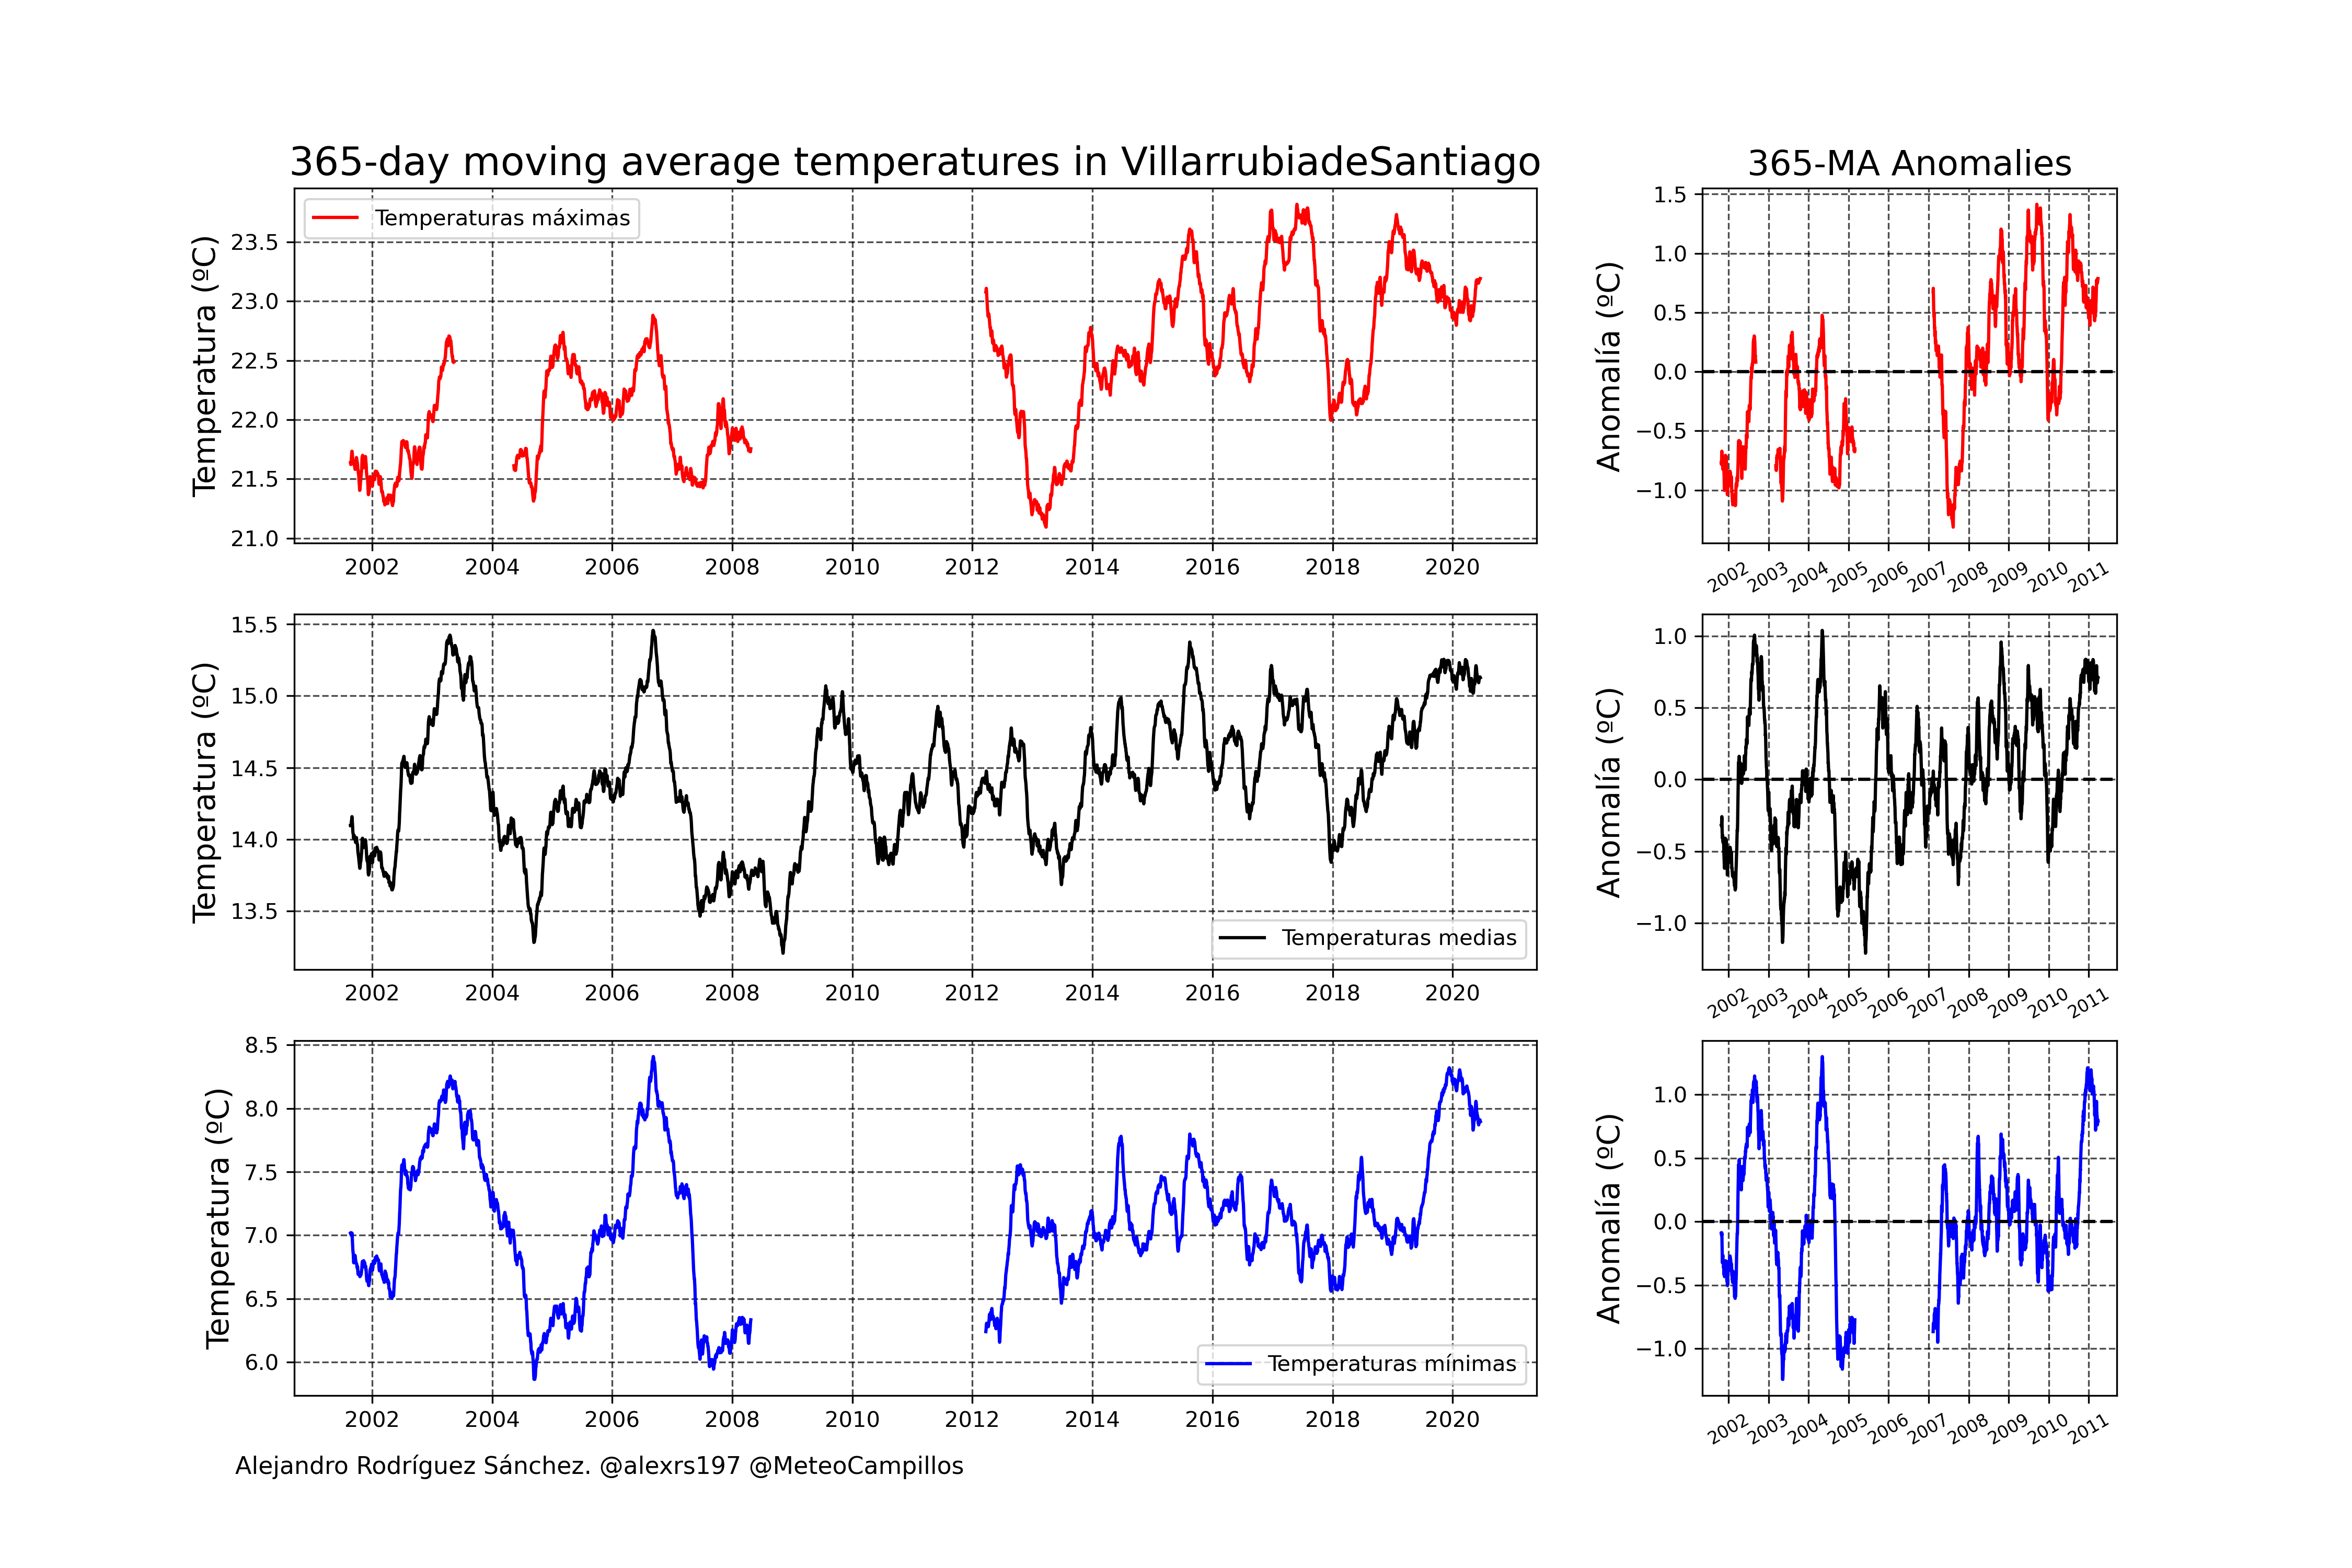 365-day moving average temperatures in VillarrubiadeSantiago
365-MA Anomalies
Temperatura (ºC)
23.5
23.0
22.5
22.0
21.5
21.0
Temperaturas máximas
2002 2004 2006 2008 2010 2012 2014 2016 2018 2020
Anomalía (ºC)
1.5
1.0
0.5
0.0
−0.5
−1.0
2002 2003 2004 2005 2006 2007 2008 2009 2010 2011
Temperatura (ºC)
15.5
15.0
14.5
14.0
13.5
Temperaturas medias
2002 2004 2006 2008 2010 2012 2014 2016 2018 2020
Anomalía (ºC)
1.0
0.5
0.0
−0.5
−1.0
2002 2003 2004 2005 2006 2007 2008 2009 2010 2011
Temperatura (ºC)
8.5
8.0
7.5
7.0
6.5
6.0
Temperaturas mínimas
2002 2004 2006 2008 2010 2012 2014 2016 2018 2020
Anomalía (ºC)
1.0
0.5
0.0
−0.5
−1.0
2002 2003 2004 2005 2006 2007 2008 2009 2010 2011
Alejandro Rodríguez Sánchez. @alexrs197 @MeteoCampillos